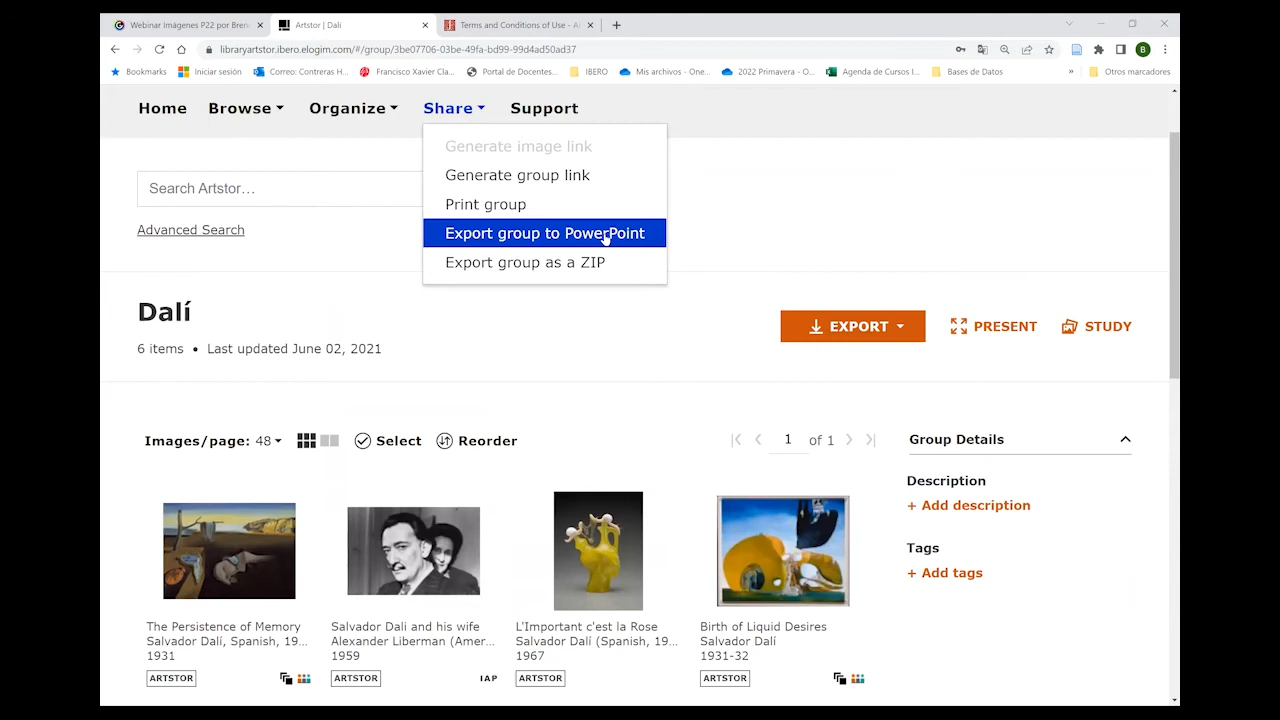 Webinar Imágenes P22 por Bren
Artstor | Dalí
Terms and Conditions of Use - A
libraryartstor.ibero.elogim.com/#/group/3be07706-03be-49fa-bd99-99d4ad50ad37
B
Bookmarks
Iniciar sesión
Correo: Contreras H...
Francisco Xavier Cla...
Portal de Docentes...
IBERO
Mis archivos - One...
2022 Primavera - O...
Agenda de Cursos I...
Bases de Datos
»
Otros marcadores
Home
Browse
Organize
Share
Support
Generate image link
Generate group link
Print group
Export group to PowerPoint
Export group as a ZIP
Search Artstor...
Advanced Search
Dalí
6 items • Last updated June 02, 2021
EXPORT
PRESENT
STUDY
Images/page: 48
Select
Reorder
1 of 1
Group Details
Description
+ Add description
Tags
+ Add tags
The Persistence of Memory
Salvador Dalí, Spanish, 19...
1931
ARTSTOR
Salvador Dali and his wife
Alexander Liberman (Amer...
1959
ARTSTOR
IAP
L'Important c'est la Rose
Salvador Dalí (Spanish, 19...
1967
ARTSTOR
Birth of Liquid Desires
Salvador Dalí
1931-32
ARTSTOR